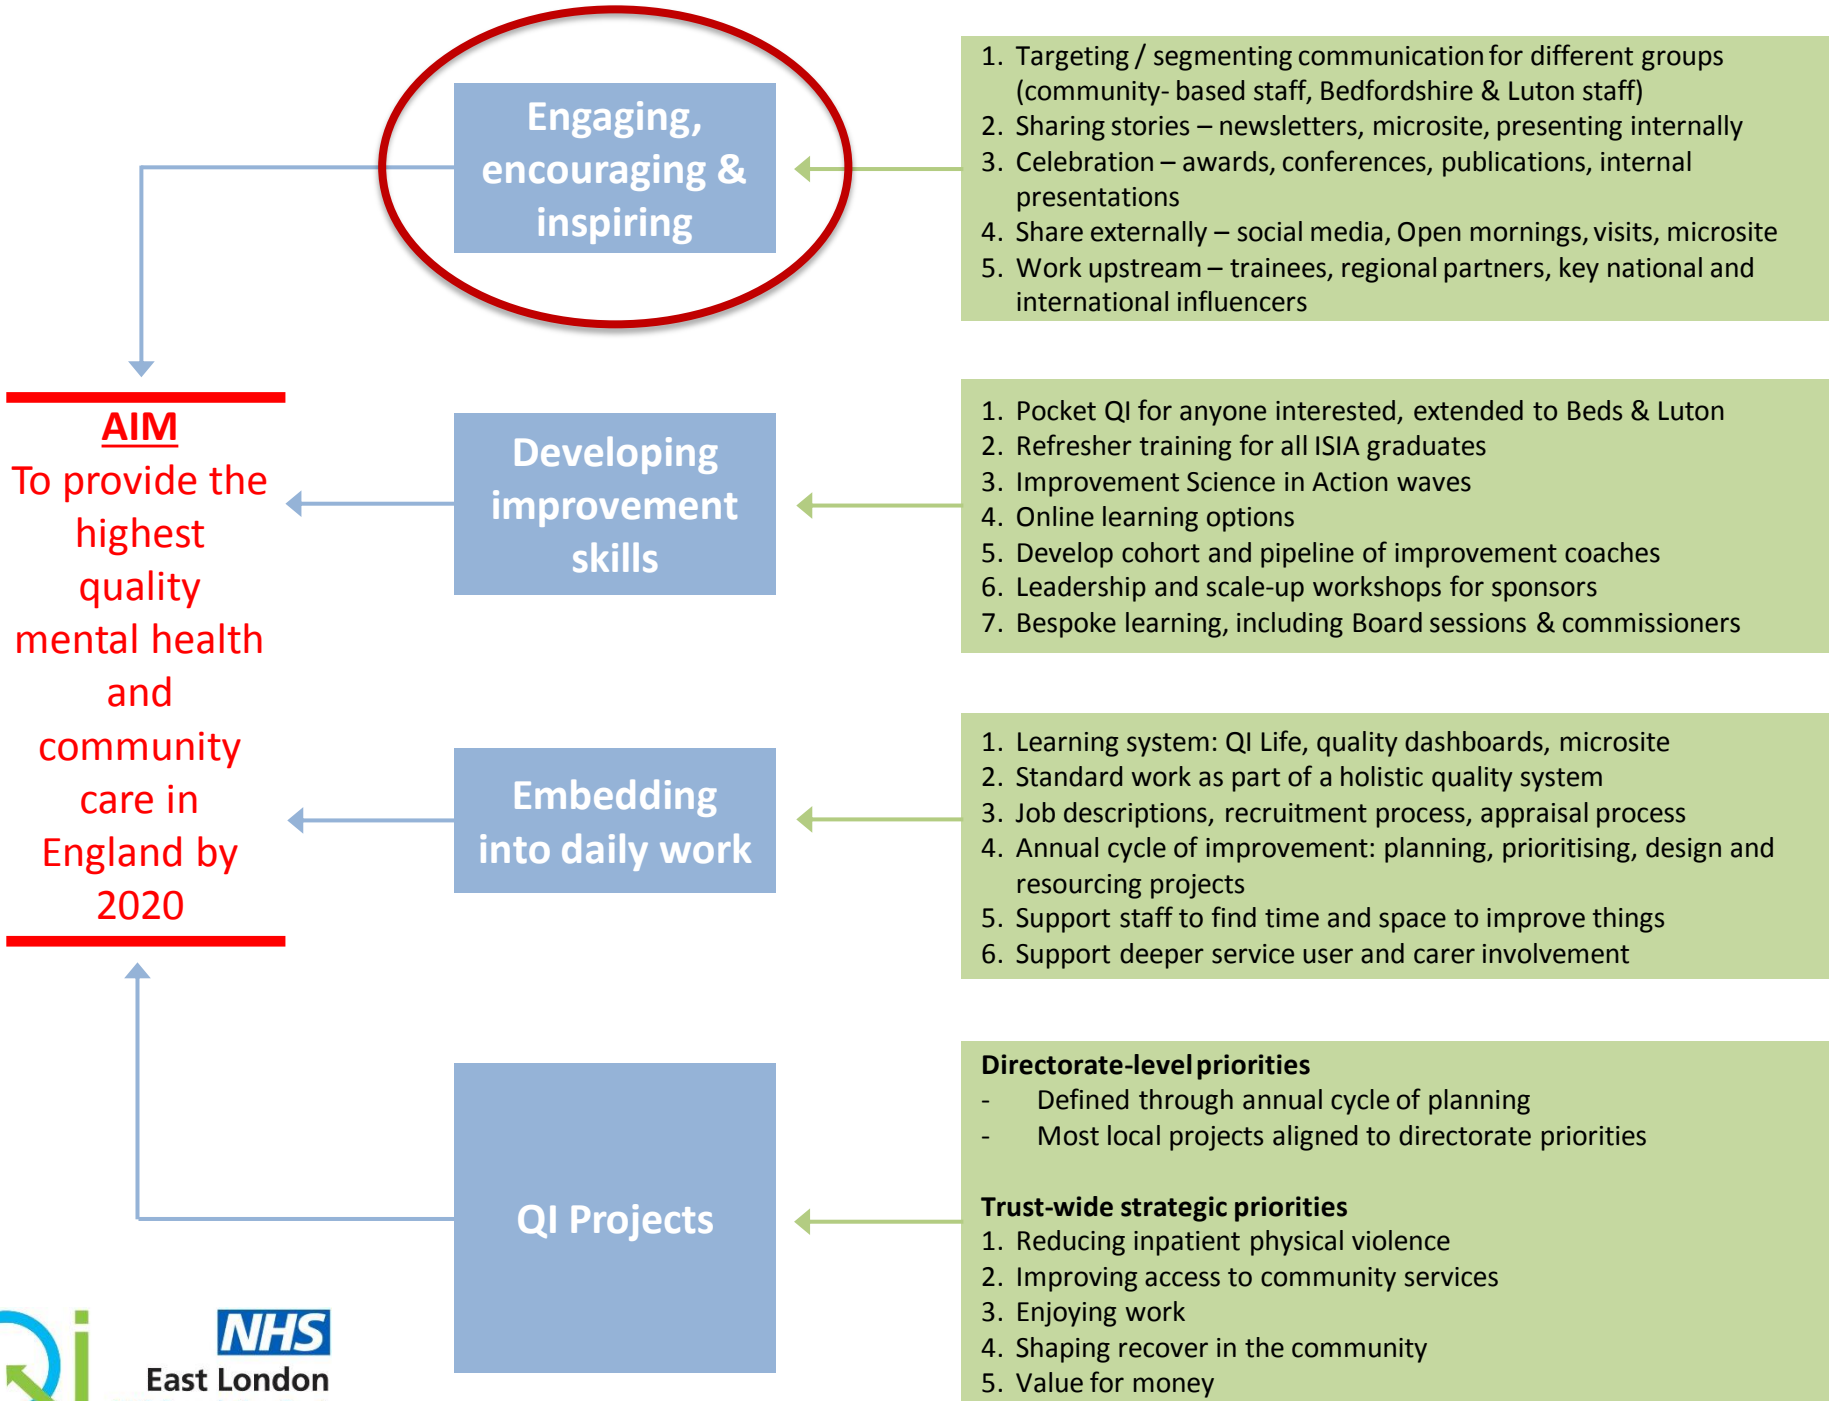 Engaging,
encouraging &
inspiring
1. Targeting / segmenting communication for different groups
(community- based staff, Bedfordshire & Luton staff)
2. Sharing stories – newsletters, microsite, presenting internally
3. Celebration – awards, conferences, publications, internal
presentations
4. Share externally – social media, Open mornings, visits, microsite
5. Work upstream – trainees, regional partners, key national and
international influencers
AIM
To provide the
highest
quality
mental health
and
community
care in
England by
2020
Developing
improvement
skills
1. Pocket QI for anyone interested, extended to Beds & Luton
2. Refresher training for all ISIA graduates
3. Improvement Science in Action waves
4. Online learning options
5. Develop cohort and pipeline of improvement coaches
6. Leadership and scale-up workshops for sponsors
7. Bespoke learning, including Board sessions & commissioners
Embedding
into daily work
1. Learning system: QI Life, quality dashboards, microsite
2. Standard work as part of a holistic quality system
3. Job descriptions, recruitment process, appraisal process
4. Annual cycle of improvement: planning, prioritising, design and
resourcing projects
5. Support staff to find time and space to improve things
6. Support deeper service user and carer involvement
QI Projects
Directorate-level priorities
- Defined through annual cycle of planning
- Most local projects aligned to directorate priorities
Trust-wide strategic priorities
1. Reducing inpatient physical violence
2. Improving access to community services
3. Enjoying work
4. Shaping recover in the community
5. Value for money
Qi
NHS
East London